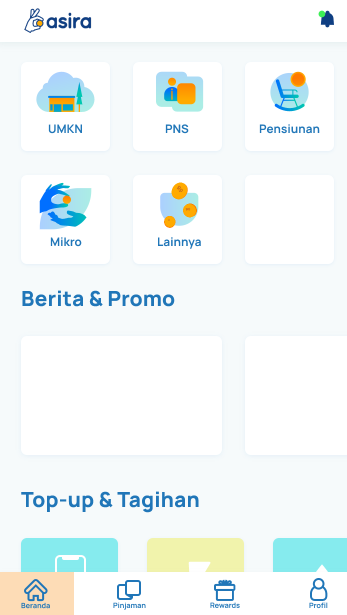 asira
UMKN
PNS
Pensiunan
Mikro
Lainnya
Berita & Promo
Top-up & Tagihan
Beranda
Pinjaman
Rewards
Profil